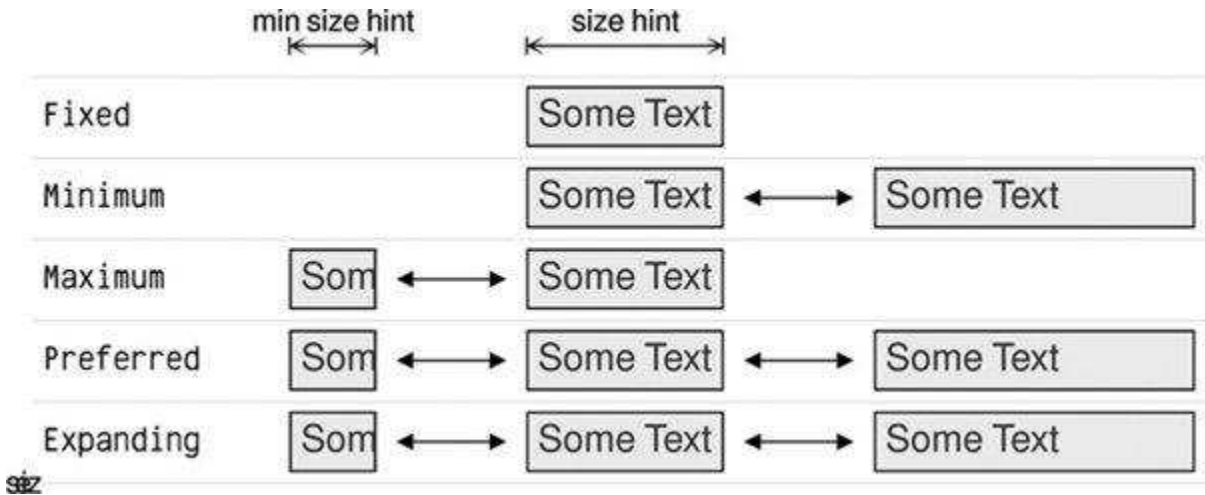 min size hint size hint
Fixed Some Text
Minimum Some Text Some Text
Maximum Som Some Text
Preferred Som Some Text Some Text
Expanding Som Some Text Some Text